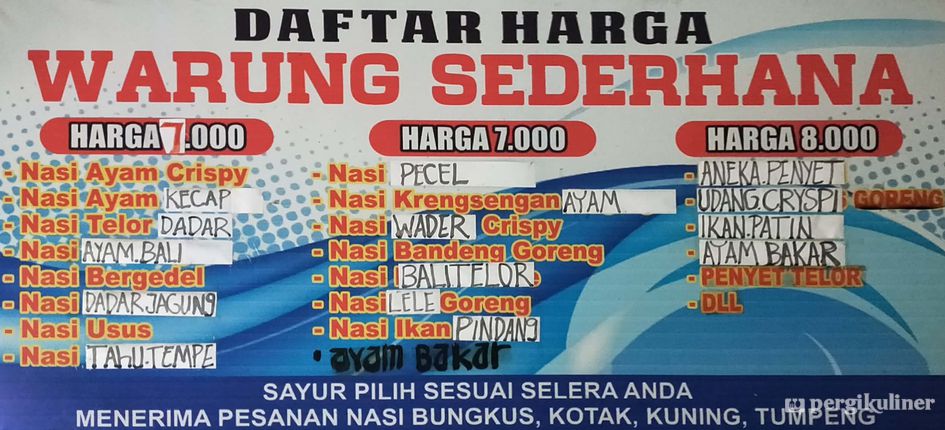 DAFTAR HARGA
WARUNG SEDERHANA
HARGA 7.000
- Nasi Ayam Crispy
- Nasi Ayam KECAP
- Nasi Telor DADAR
- Nasi AYAM.BALI
- Nasi Bergedel
- Nasi DADAR.JAGUNG
- Nasi Usus
- Nasi TAHU.TEMPE
HARGA 7.000
- Nasi PECEL
- Nasi Krengsengan AYAM
- Nasi WADER Crispy
- Nasi Bandeng Goreng
- Nasi BALI TELOR
- Nasi LELE Goreng
- Nasi Ikan PINDANG
• AYAM BAKAR
HARGA 8.000
- ANEKA.PENYET
- UDANG.CRYSPI GORENG
- IKAN.PATIN
- AYAM BAKAR
- PENYET TELOR
- DLL
SAYUR PILIH SESUAI SELERA ANDA
MENERIMA PESANAN NASI BUNGKUS, KOTAK, KUNING, TUMPENG
pergikuliner